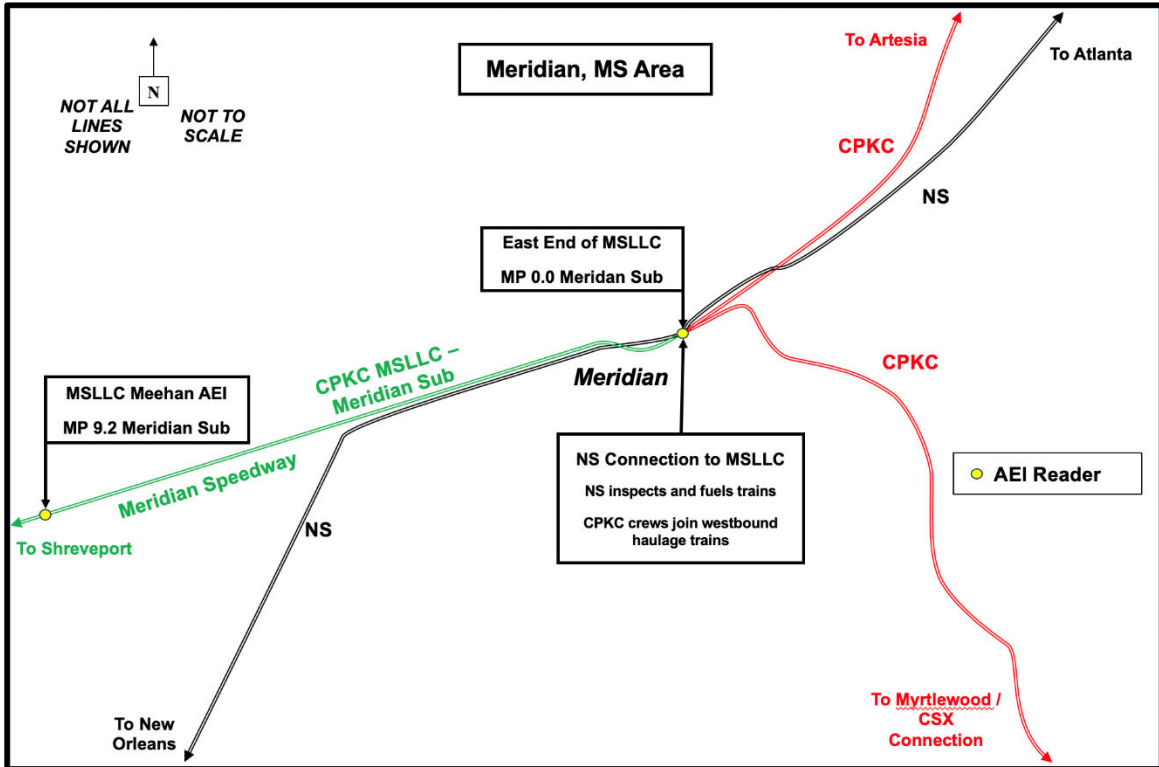 Meridian, MS Area
N
NOT ALL
LINES
SHOWN
NOT TO
SCALE
To Artesia
To Atlanta
CPKC
NS
East End of MSLLC
MP 0.0 Meridan Sub
CPKC MSLLC –
Meridian Sub
Meridian
CPKC
MSLLC Meehan AEI
MP 9.2 Meridian Sub
Meridian Speedway
To Shreveport
NS
NS Connection to MSLLC
NS inspects and fuels trains
CPKC crews join westbound
haulage trains
AEI Reader
To New
Orleans
To Myrtlewood /
CSX
Connection